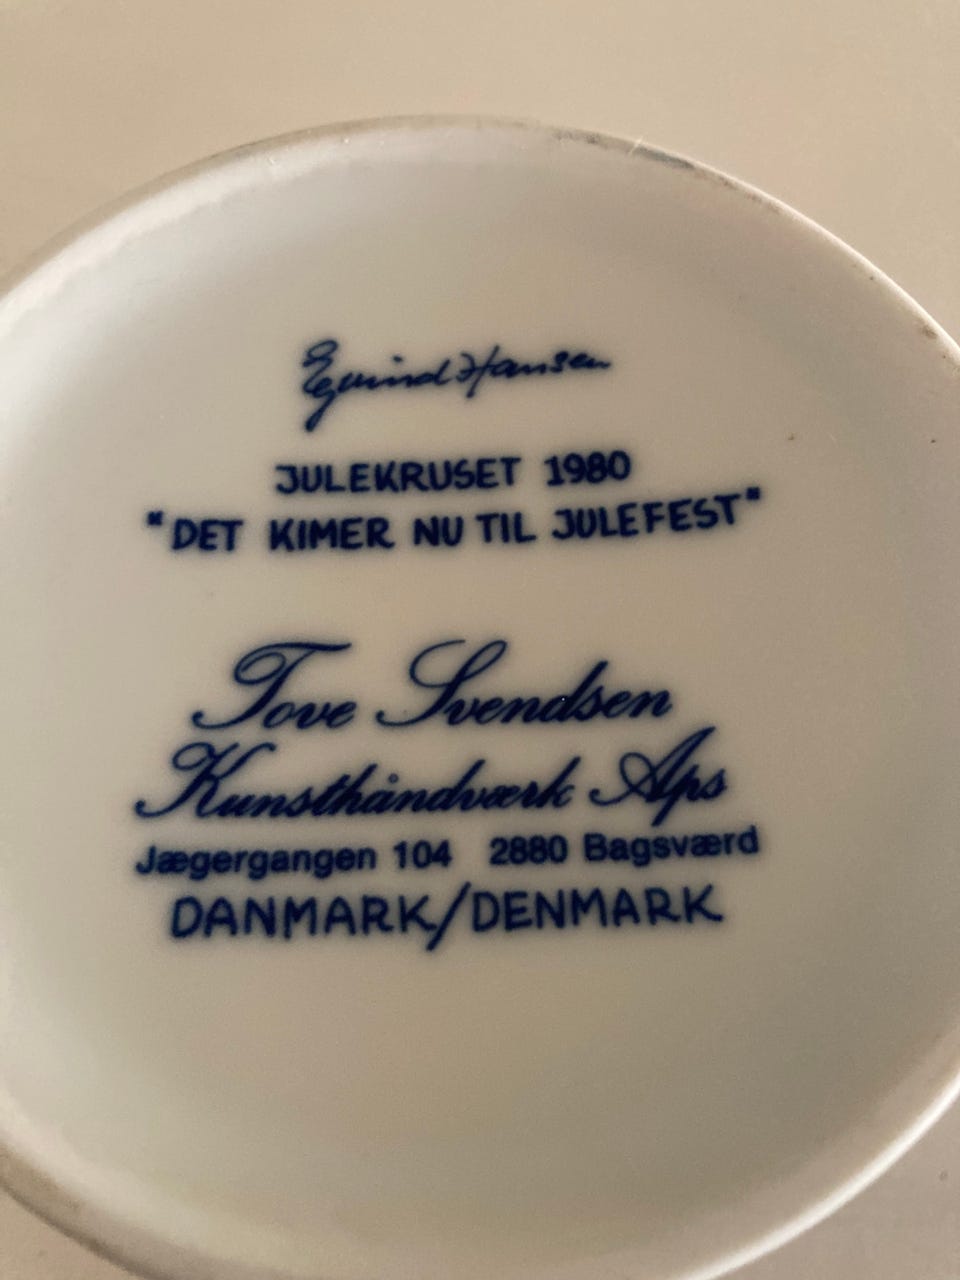 Eyvind Hansen
JULEKRUSET 1980
"DET KIMER NU TIL JULEFEST"
Tove Svendsen
Kunsthåndværk Aps
Jægergangen 104 2880 Bagsværd
DANMARK/DENMARK